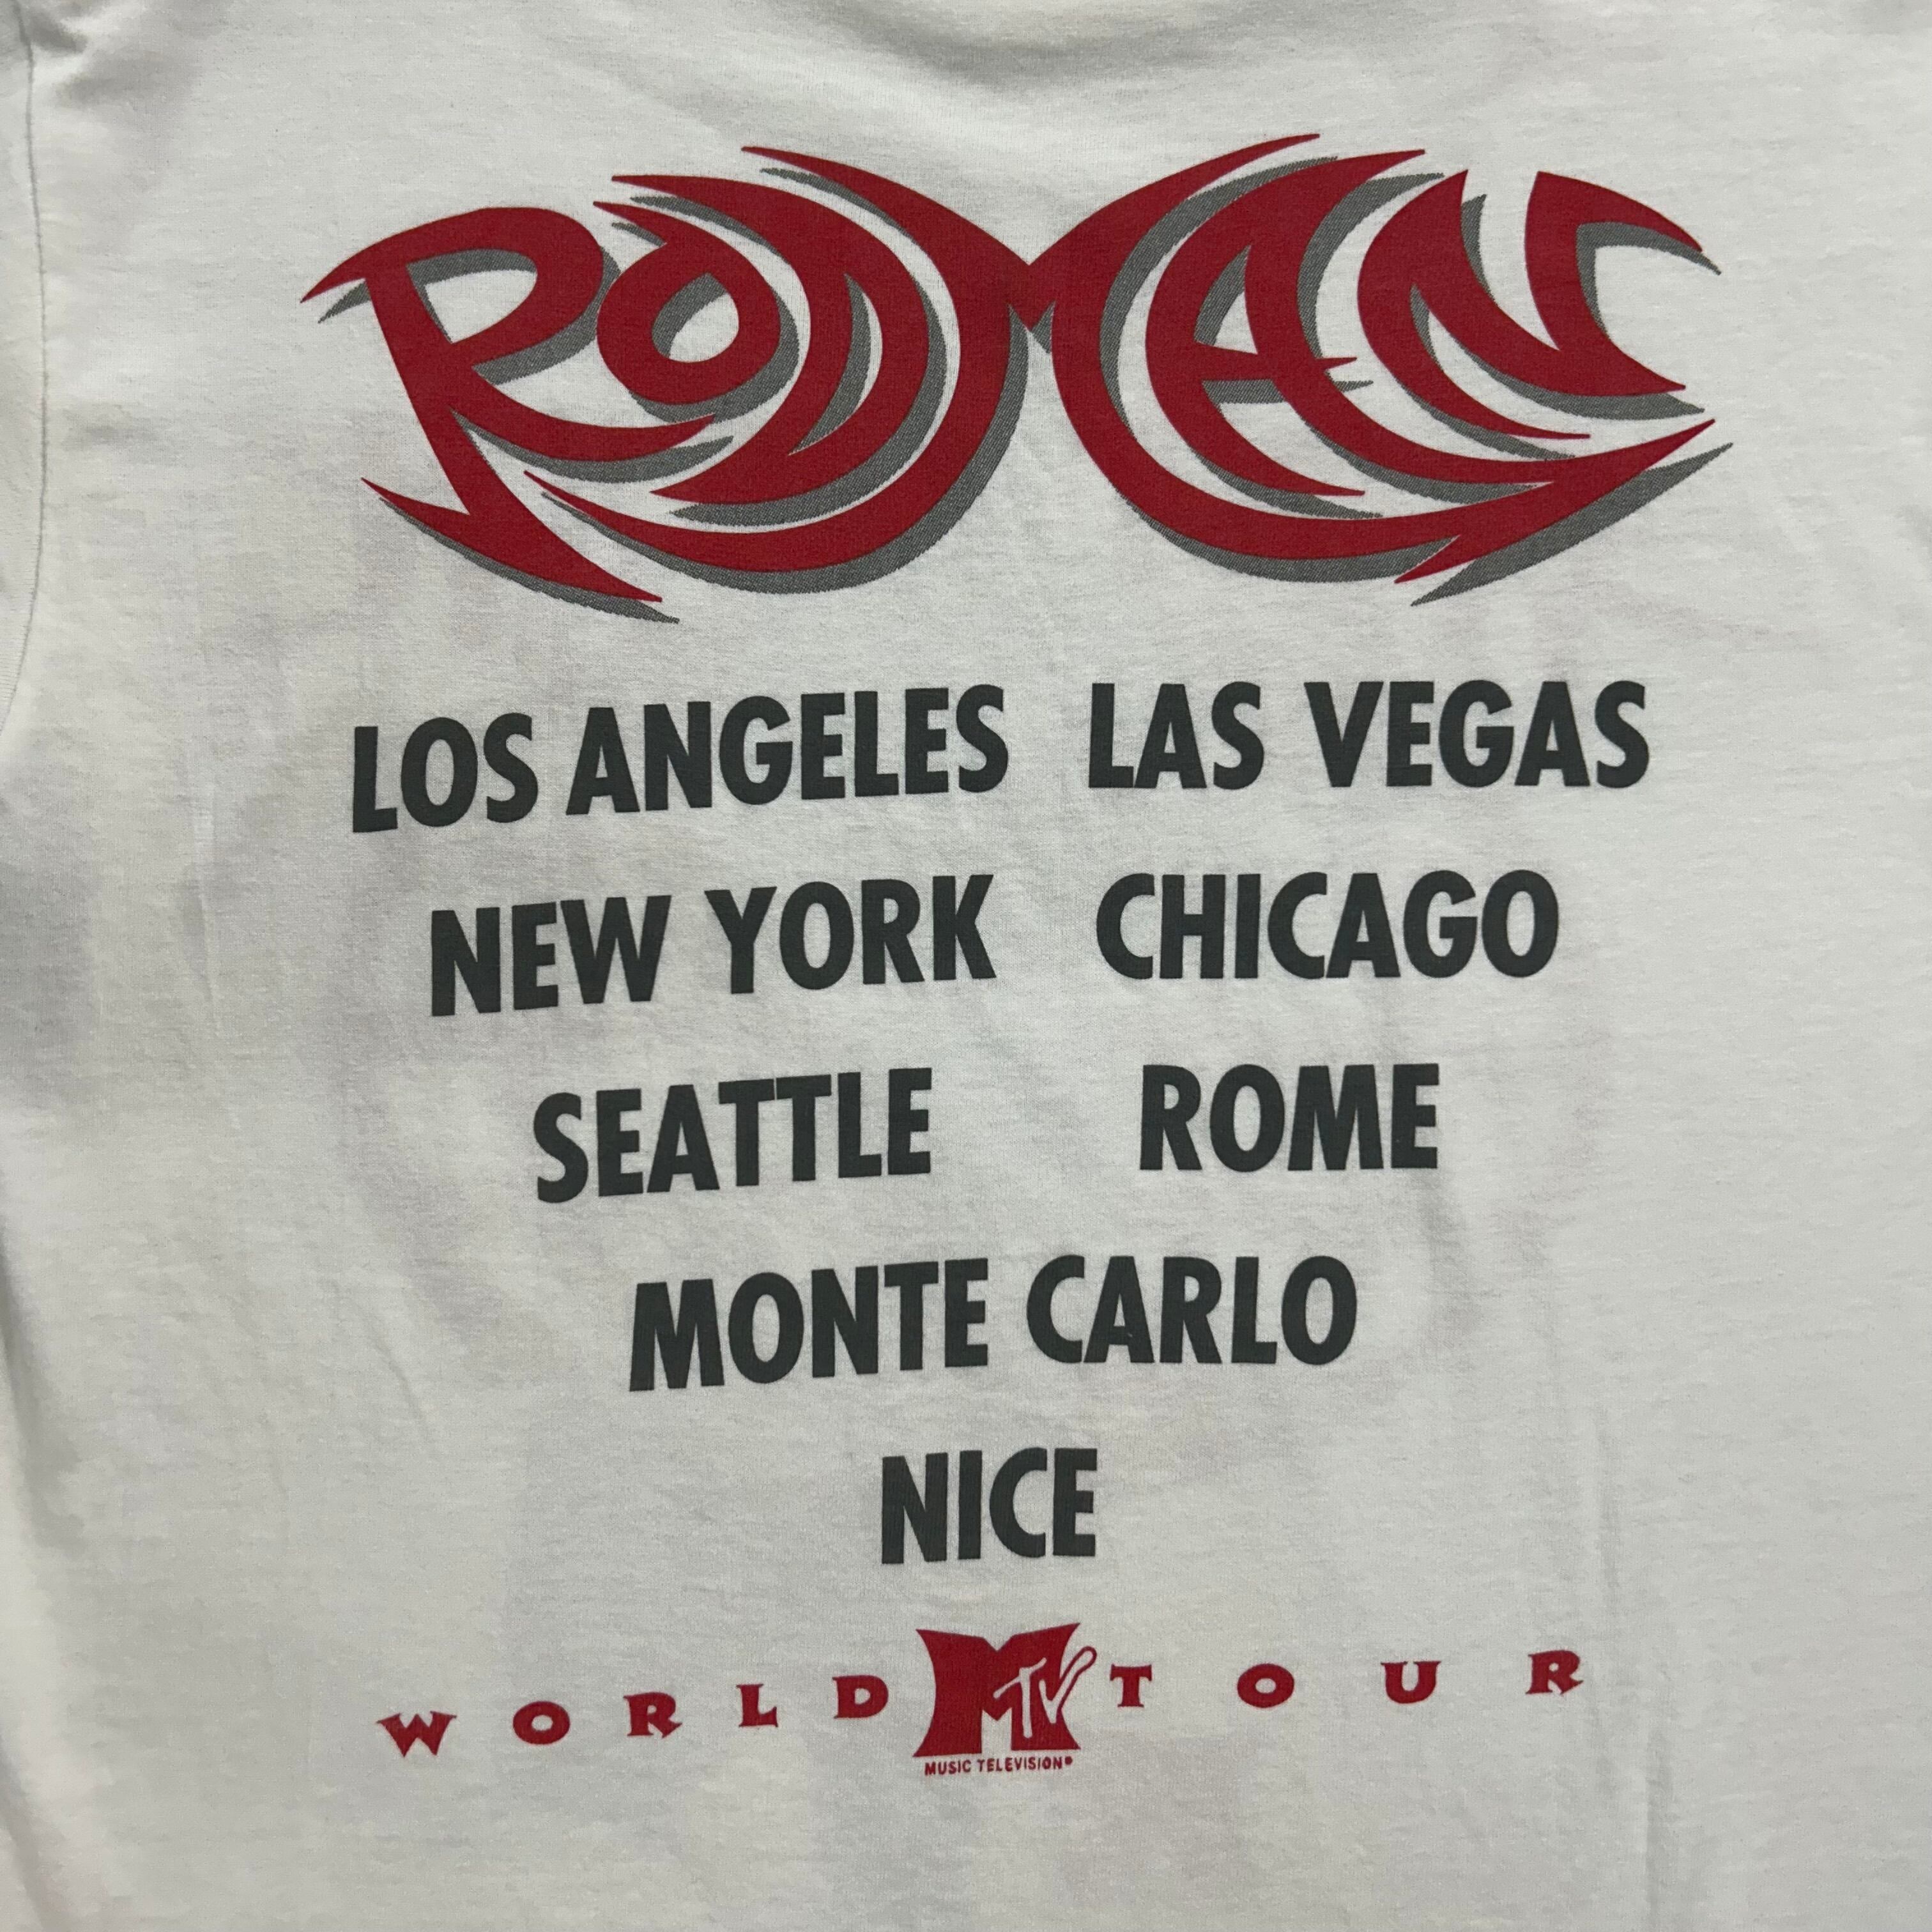 RODMAN
LOS ANGELES LAS VEGAS
NEW YORK CHICAGO
SEATTLE ROME
MONTE CARLO
NICE
WORLD MTV TOUR
MUSIC TELEVISION®